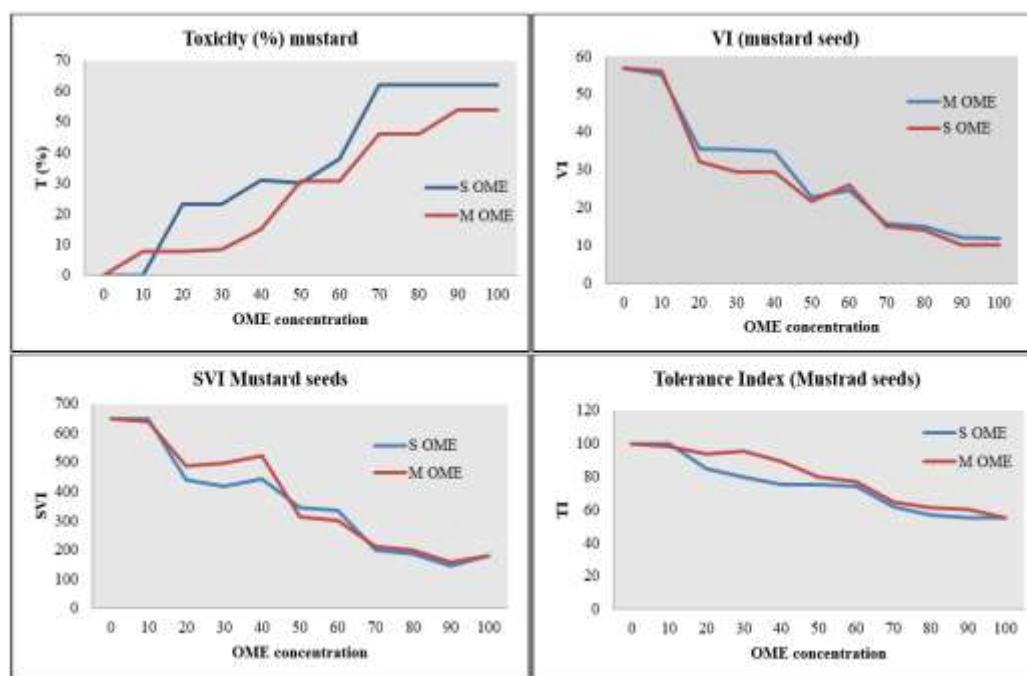 Toxicity (%) mustard
70
60
50
40
30
20
10
0
T (%)
S OME
M OME
0 10 20 30 40 50 60 70 80 90 100
OME concentration
VI (mustard seed)
60
50
40
30
20
10
0
VI
M OME
S OME
0 10 20 30 40 50 60 70 80 90 100
OME concentration
SVI Mustard seeds
700
600
500
400
300
200
100
0
SVI
S OME
M OME
0 10 20 30 40 50 60 70 80 90 100
OME concentration
Tolerance Index (Mustrad seeds)
120
100
80
60
40
20
0
TI
S OME
M OME
0 10 20 30 40 50 60 70 80 90 100
OME concentration